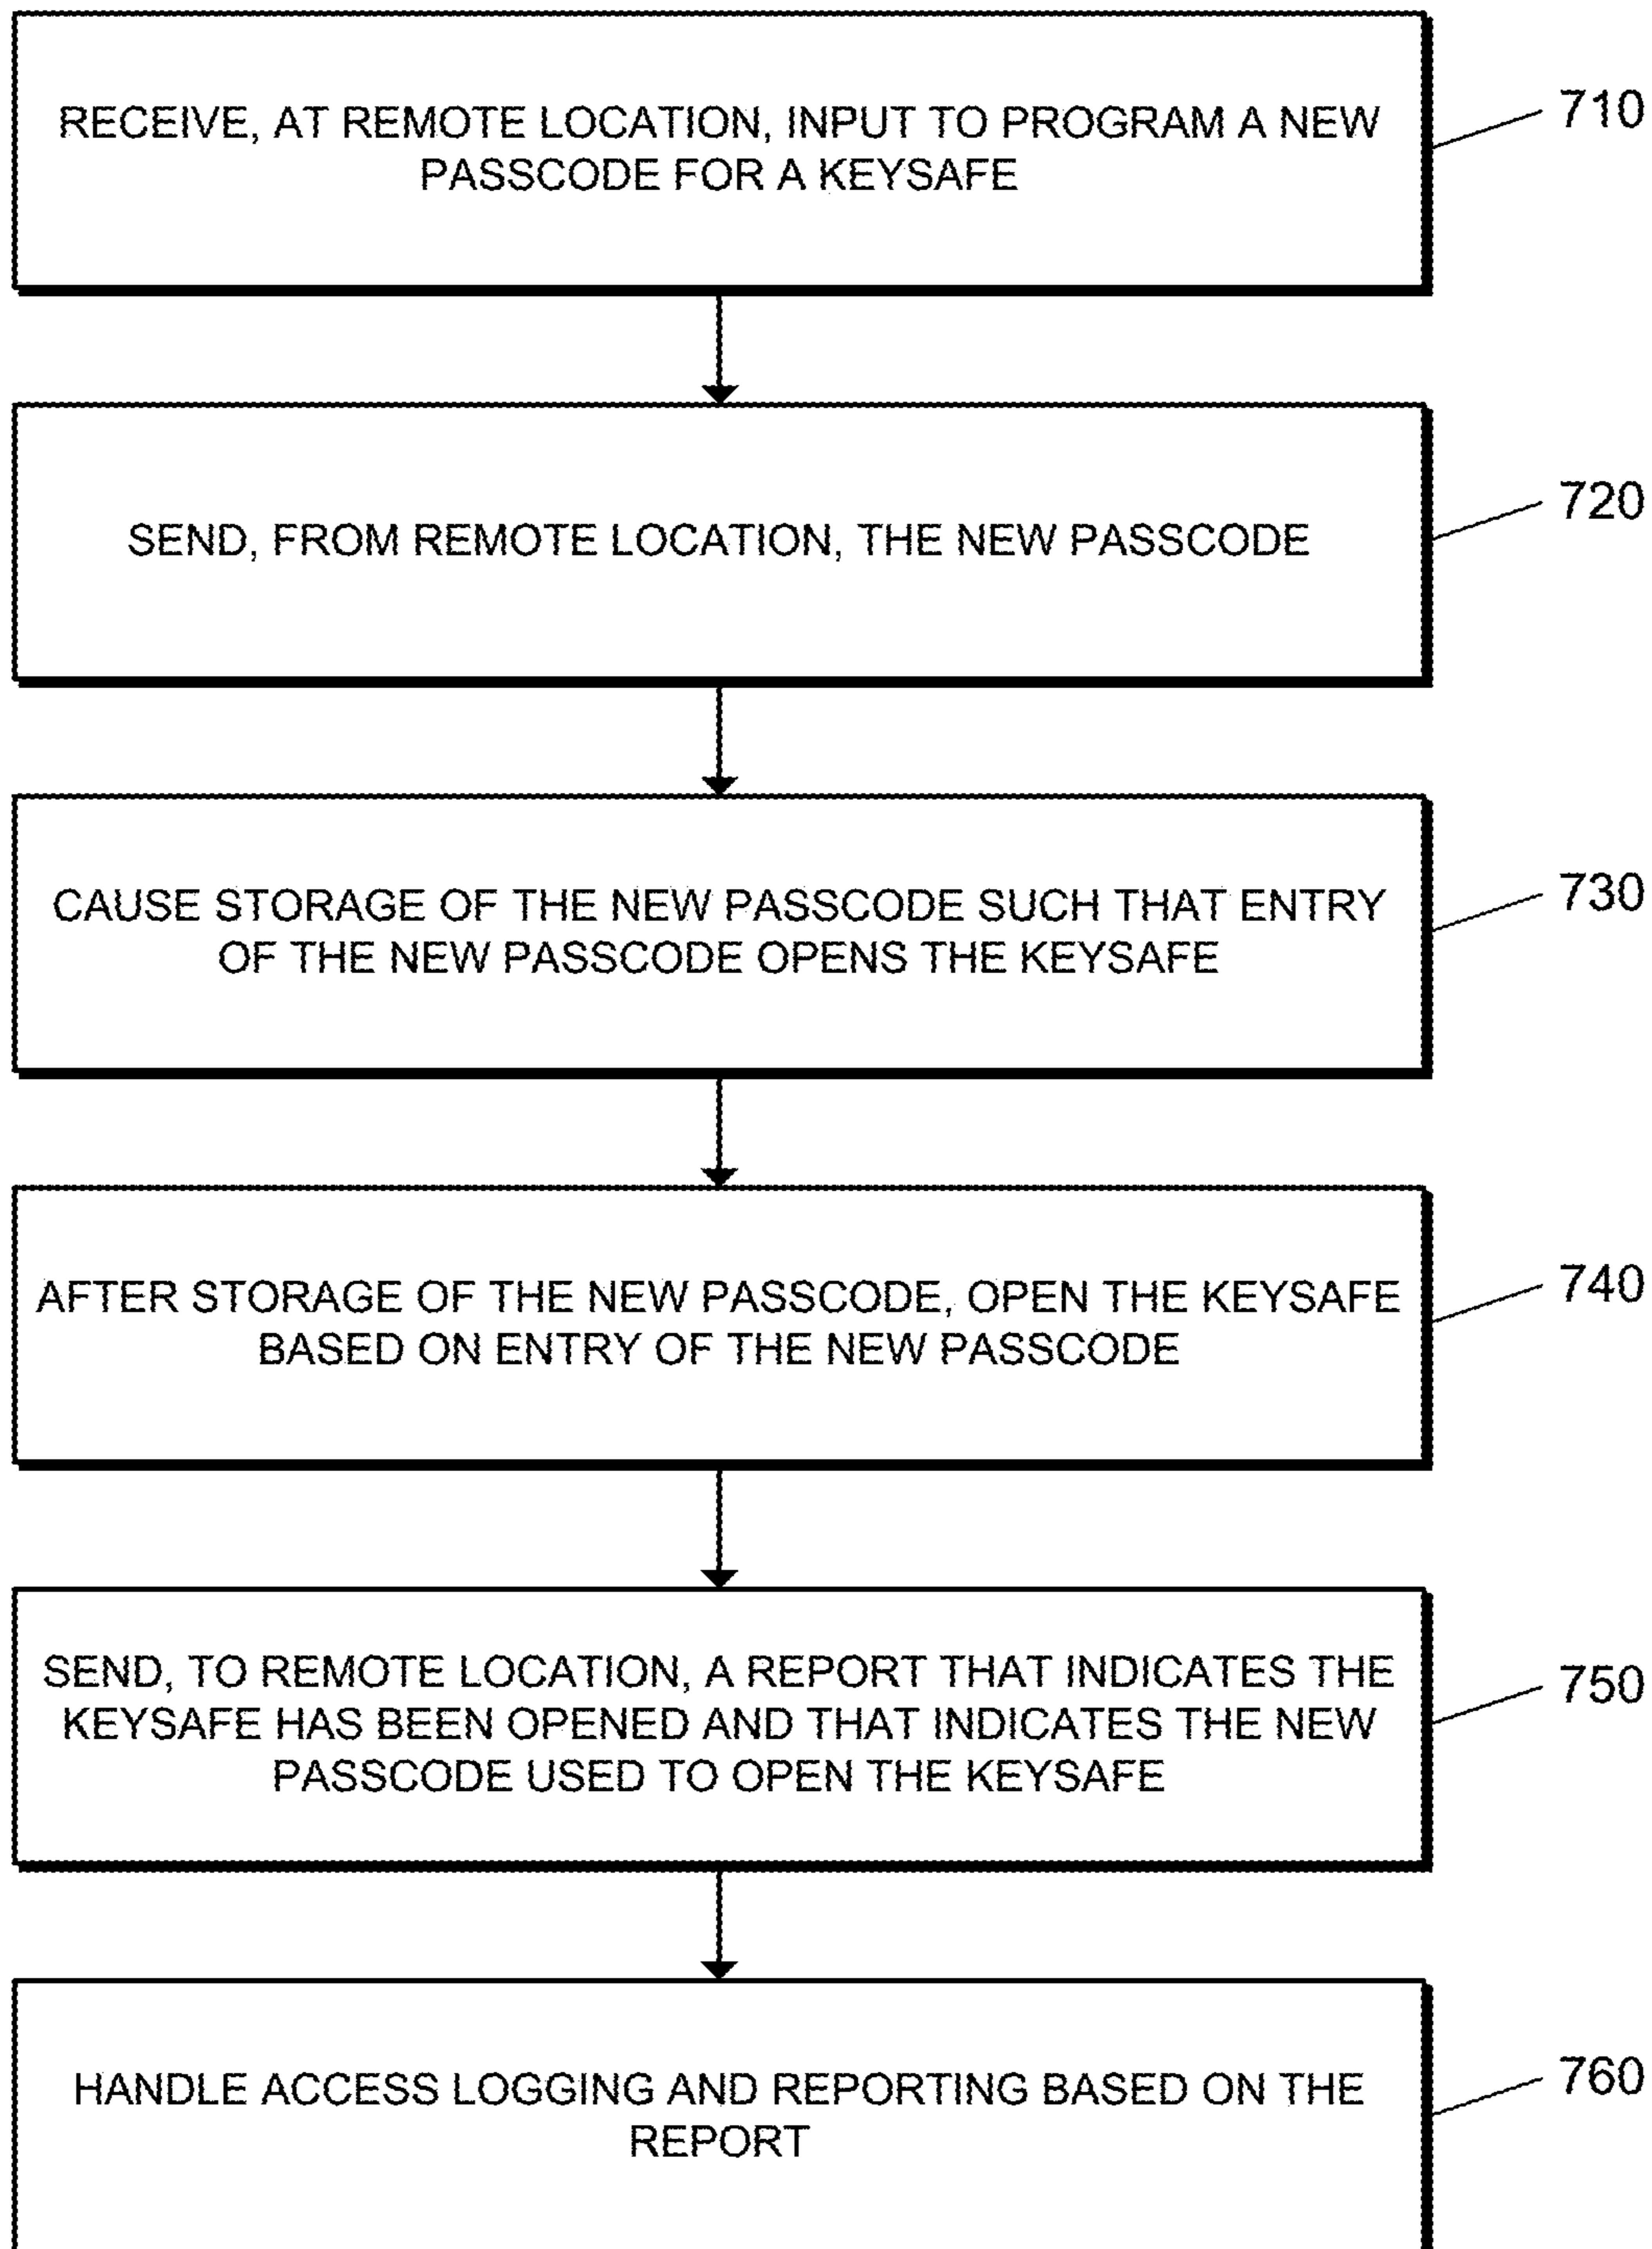 RECEIVE, AT REMOTE LOCATION, INPUT TO PROGRAM A NEW
PASSCODE FOR A KEYSAFE
710
SEND, FROM REMOTE LOCATION, THE NEW PASSCODE
720
CAUSE STORAGE OF THE NEW PASSCODE SUCH THAT ENTRY
OF THE NEW PASSCODE OPENS THE KEYSAFE
730
AFTER STORAGE OF THE NEW PASSCODE, OPEN THE KEYSAFE
BASED ON ENTRY OF THE NEW PASSCODE
740
SEND, TO REMOTE LOCATION, A REPORT THAT INDICATES THE
KEYSAFE HAS BEEN OPENED AND THAT INDICATES THE NEW
PASSCODE USED TO OPEN THE KEYSAFE
750
HANDLE ACCESS LOGGING AND REPORTING BASED ON THE
REPORT
760